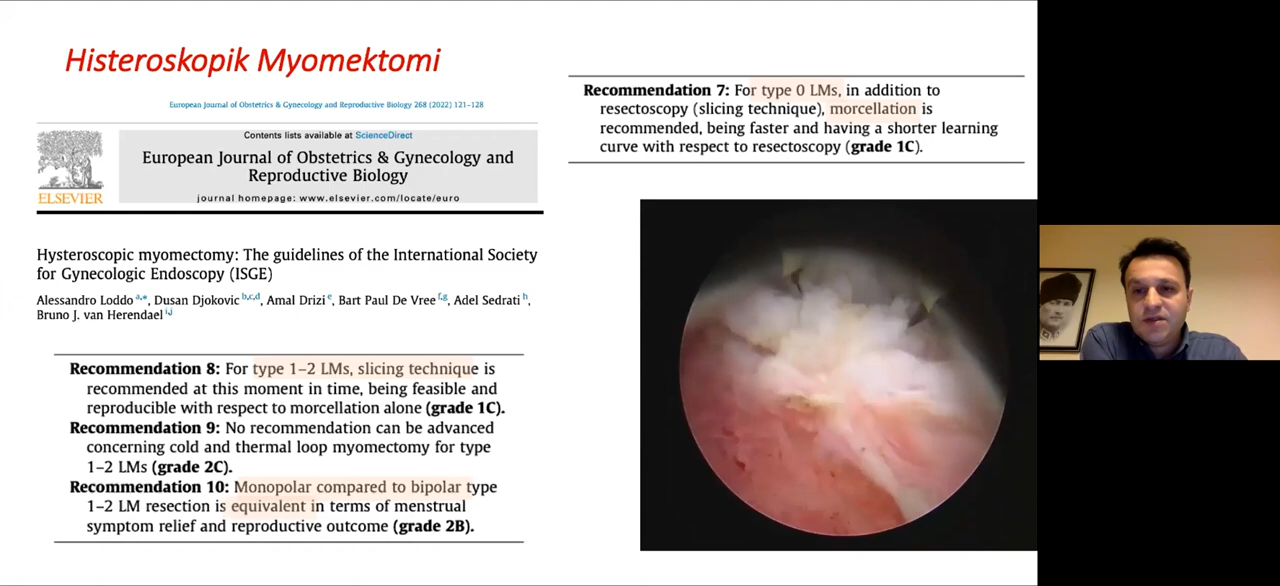 Histeroskopik Myomektomi
European Journal of Obstetrics & Gynecology and Reproductive Biology 268 (2022) 121–128
Contents lists available at ScienceDirect
European Journal of Obstetrics & Gynecology and
Reproductive Biology
journal homepage: www.elsevier.com/locate/euro
ELSEVIER
Hysteroscopic myomectomy: The guidelines of the International Society
for Gynecologic Endoscopy (ISGE)
Alessandro Loddo a,*, Dusan Djokovic b,c,d, Amal Drizi e, Bart Paul De Vree f,g, Adel Sedrati h,
Bruno J. van Herendael i,j
Recommendation 8: For type 1–2 LMs, slicing technique is
recommended at this moment in time, being feasible and
reproducible with respect to morcellation alone (grade 1C).
Recommendation 9: No recommendation can be advanced
concerning cold and thermal loop myomectomy for type
1–2 LMs (grade 2C).
Recommendation 10: Monopolar compared to bipolar type
1–2 LM resection is equivalent in terms of menstrual
symptom relief and reproductive outcome (grade 2B).
Recommendation 7: For type 0 LMs, in addition to
resectoscopy (slicing technique), morcellation is
recommended, being faster and having a shorter learning
curve with respect to resectoscopy (grade 1C).